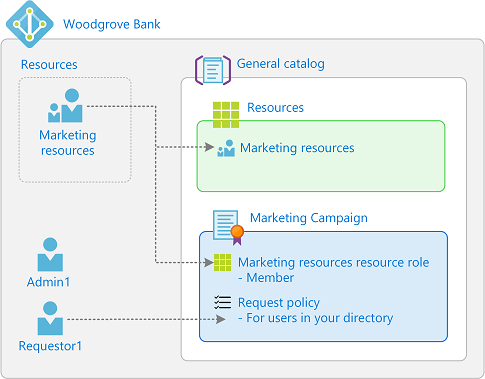 Woodgrove Bank
Resources
Marketing
resources
Admin1
Requestor1
General catalog
Resources
Marketing resources
Marketing Campaign
Marketing resources resource role
- Member
Request policy
- For users in your directory